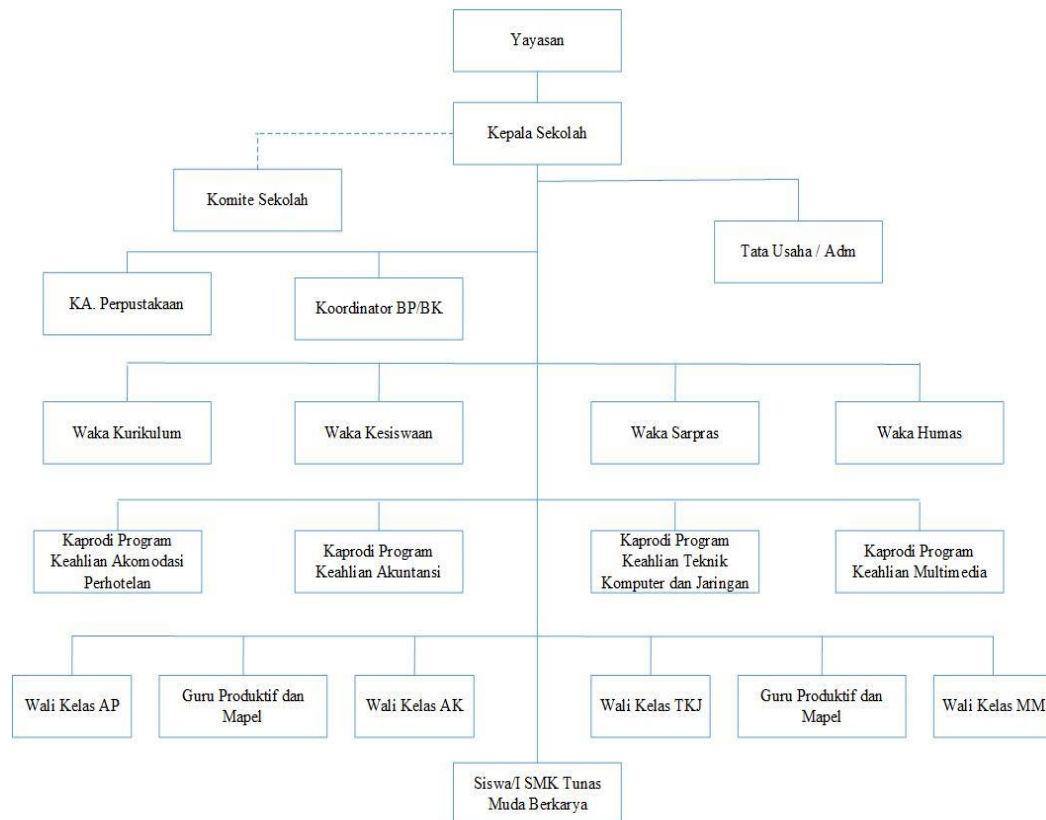 Yayasan
Kepala Sekolah
Komite Sekolah
Tata Usaha / Adm
KA. Perpustakaan
Koordinator BP/BK
Waka Kurikulum
Waka Kesiswaan
Waka Sarpras
Waka Humas
Kaprodi Program
Keahlian Akomodasi
Perhotelan
Kaprodi Program
Keahlian Akuntansi
Kaprodi Program
Keahlian Teknik
Komputer dan Jaringan
Kaprodi Program
Keahlian Multimedia
Wali Kelas AP
Guru Produktif dan
Mapel
Wali Kelas AK
Wali Kelas TKJ
Guru Produktif dan
Mapel
Wali Kelas MM
Siswa/I SMK Tunas
Muda Berkarya